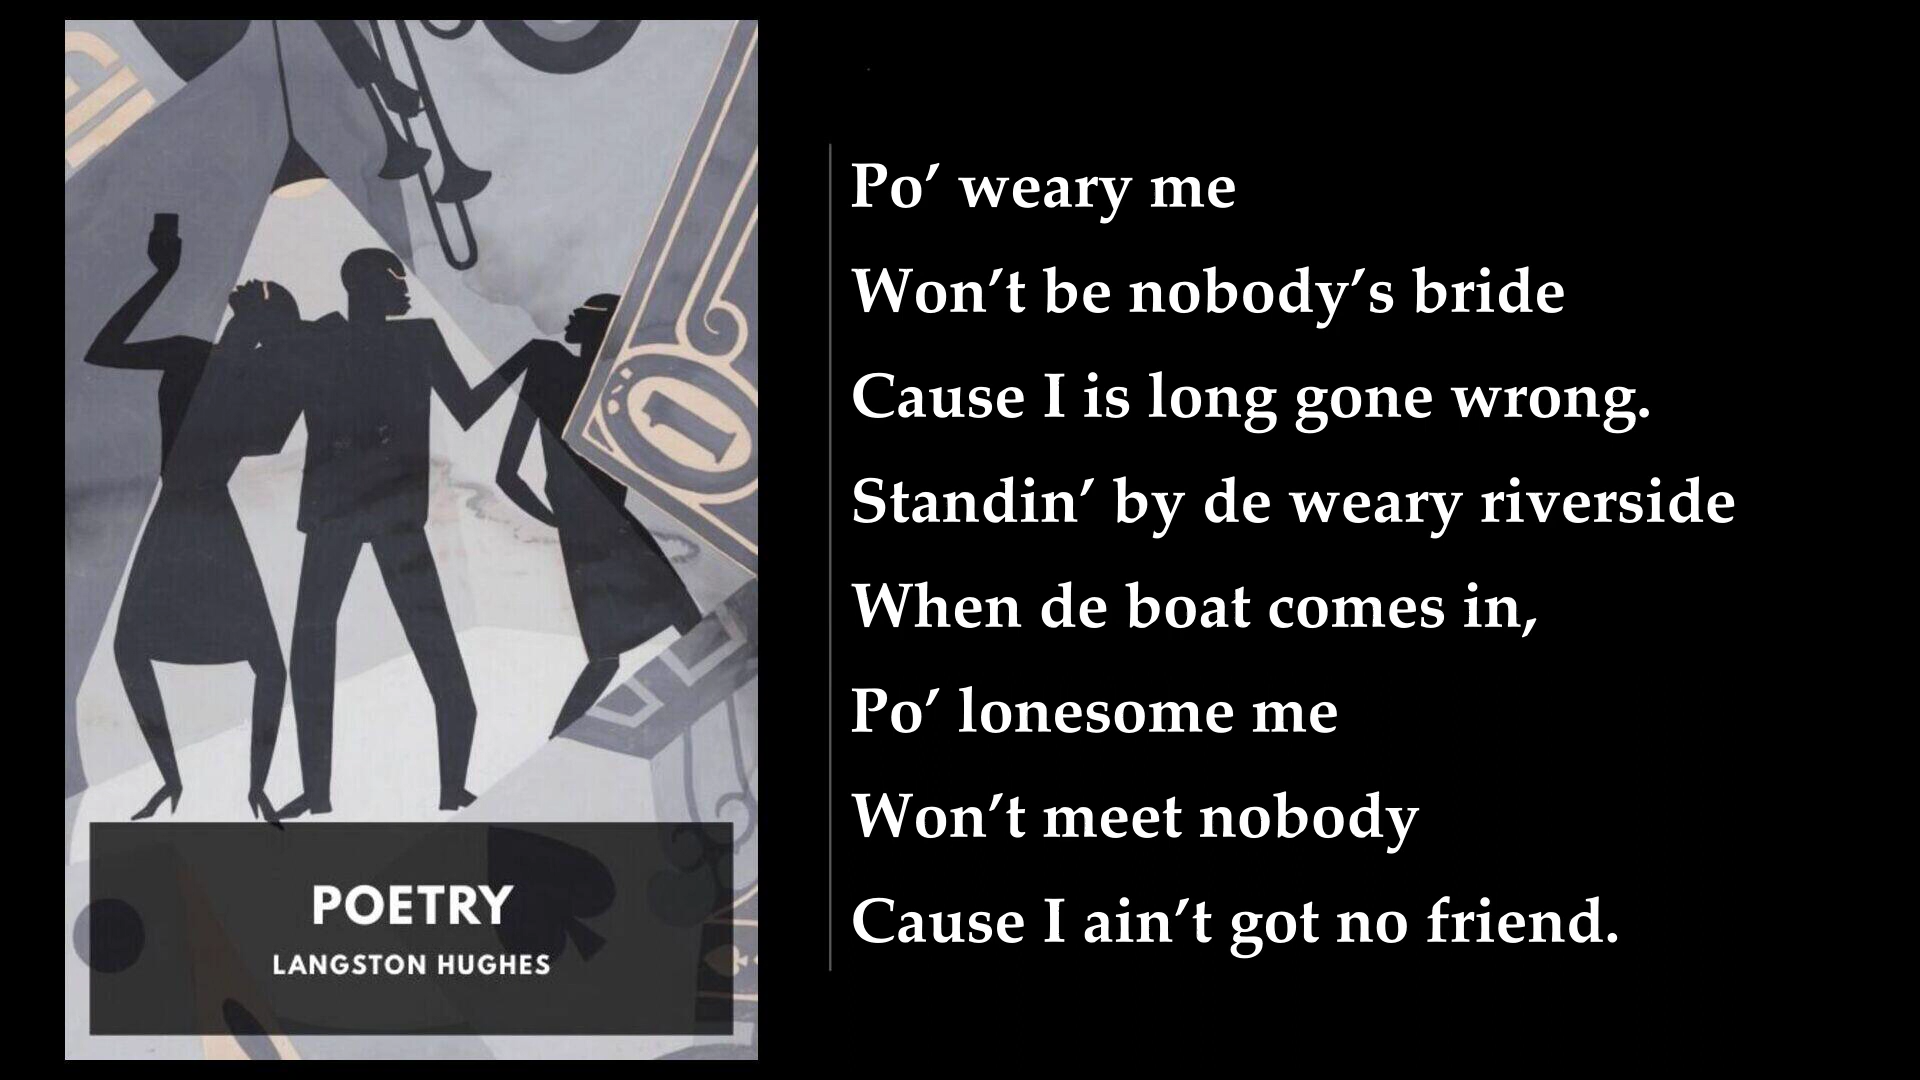 POETRY
LANGSTON HUGHES
Po’ weary me
Won’t be nobody’s bride
Cause I is long gone wrong.
Standin’ by de weary riverside
When de boat comes in,
Po’ lonesome me
Won’t meet nobody
Cause I ain’t got no friend.